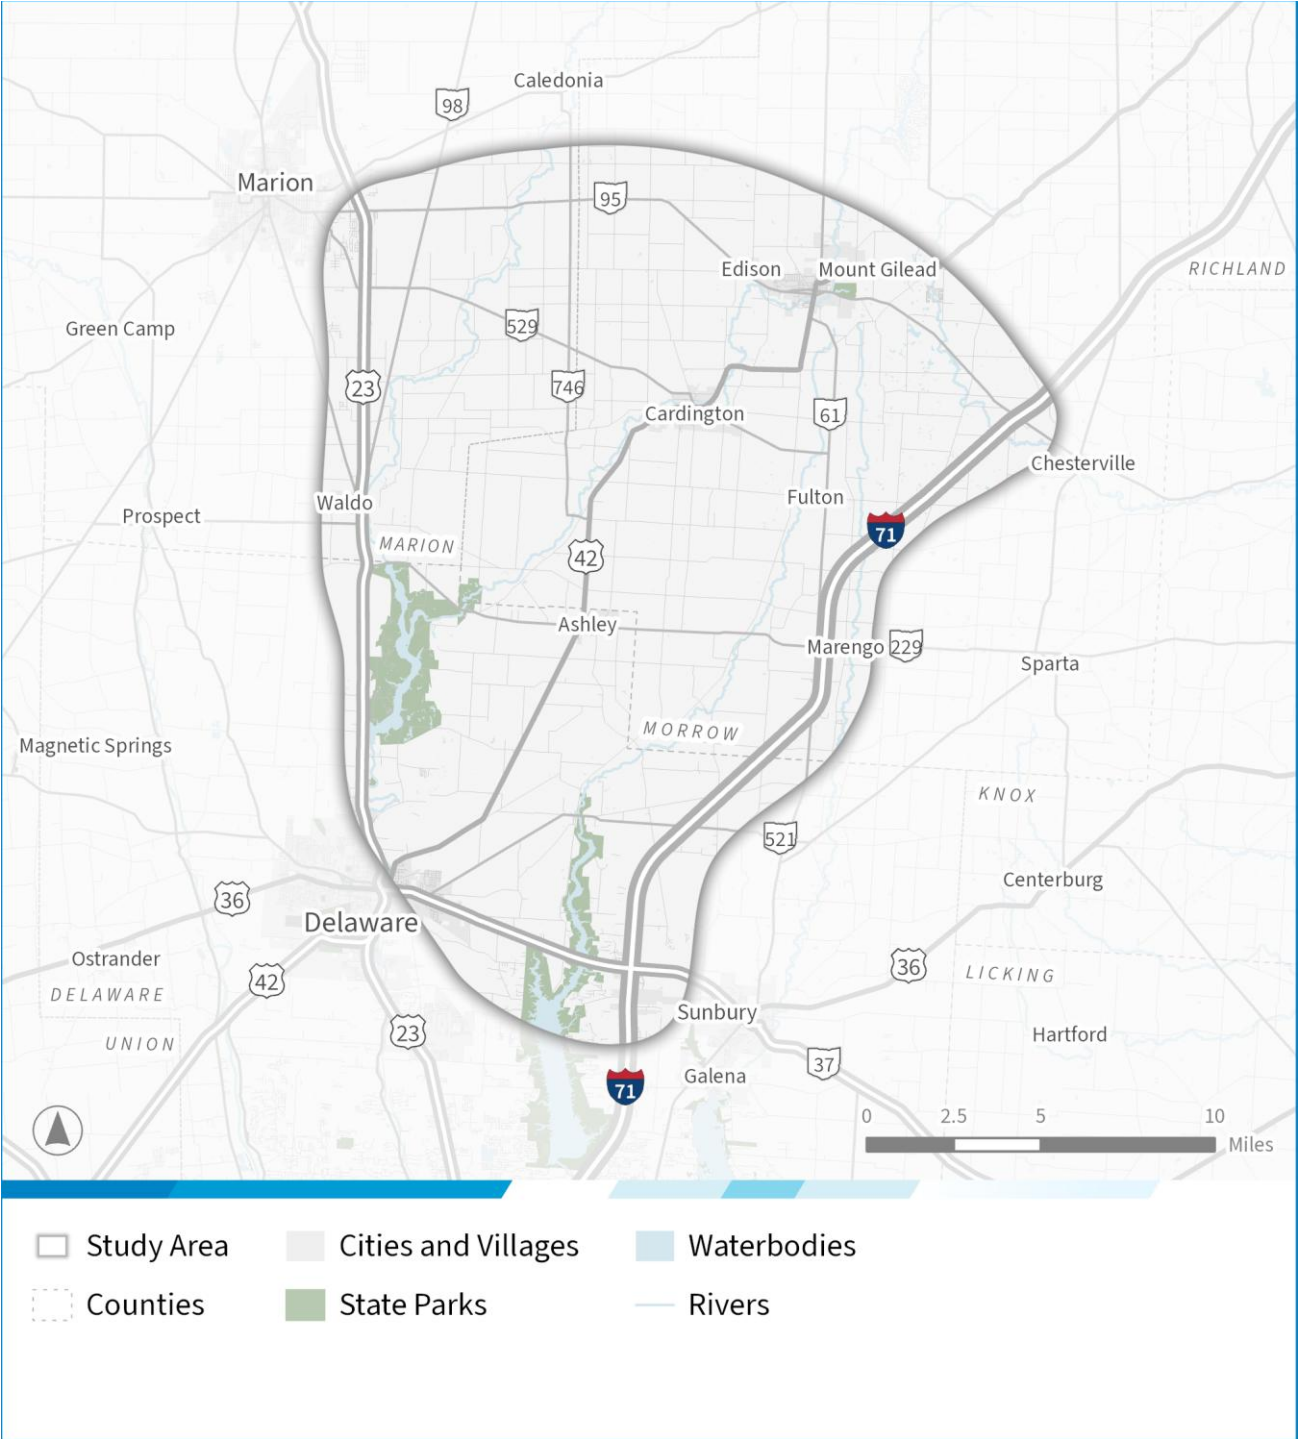 Caledonia
98
Marion
95
Edison
Mount Gilead
RICHLAND
Green Camp
529
23
746
Cardington
61
Chesterville
Waldo
Fulton
Prospect
71
MARION
42
Ashley
Marengo
229
Sparta
MORROW
Magnetic Springs
KNOX
521
Centerburg
36
Delaware
Ostrander
36
42
LICKING
DELAWARE
Sunbury
23
Hartford
UNION
37
Galena
71
0 2.5 5 10
Miles
Study Area
Cities and Villages
Waterbodies
Counties
State Parks
Rivers